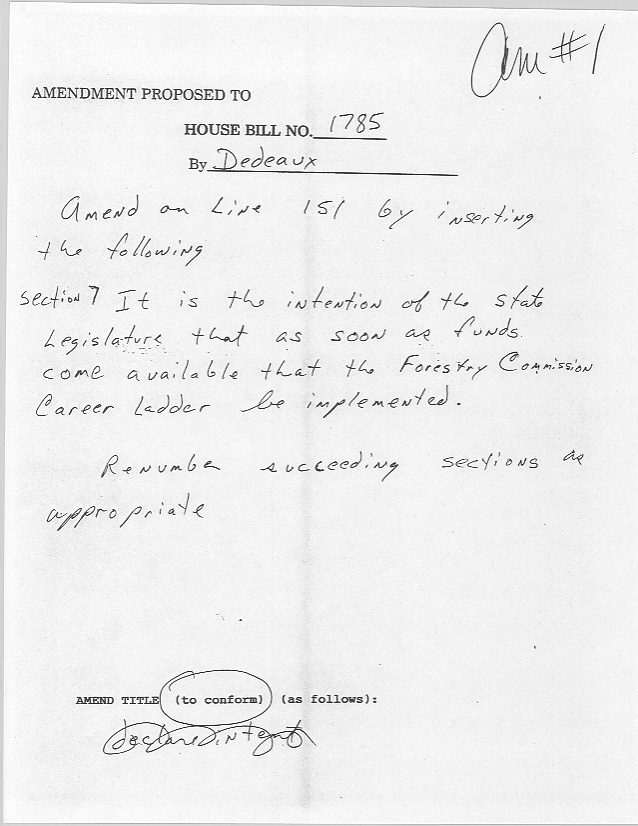 Am #1
AMENDMENT PROPOSED TO
HOUSE BILL NO. 1785
By Dedeaux
Amend on Line 151 by inserting
the following
Section 7 It is the intention of the State
Legislature that as soon as funds
come available that the Forestry Commission
Career Ladder be implemented.
Renumber succeeding sections as
appropriate
AMEND TITLE (to conform) (as follows):
declare intent